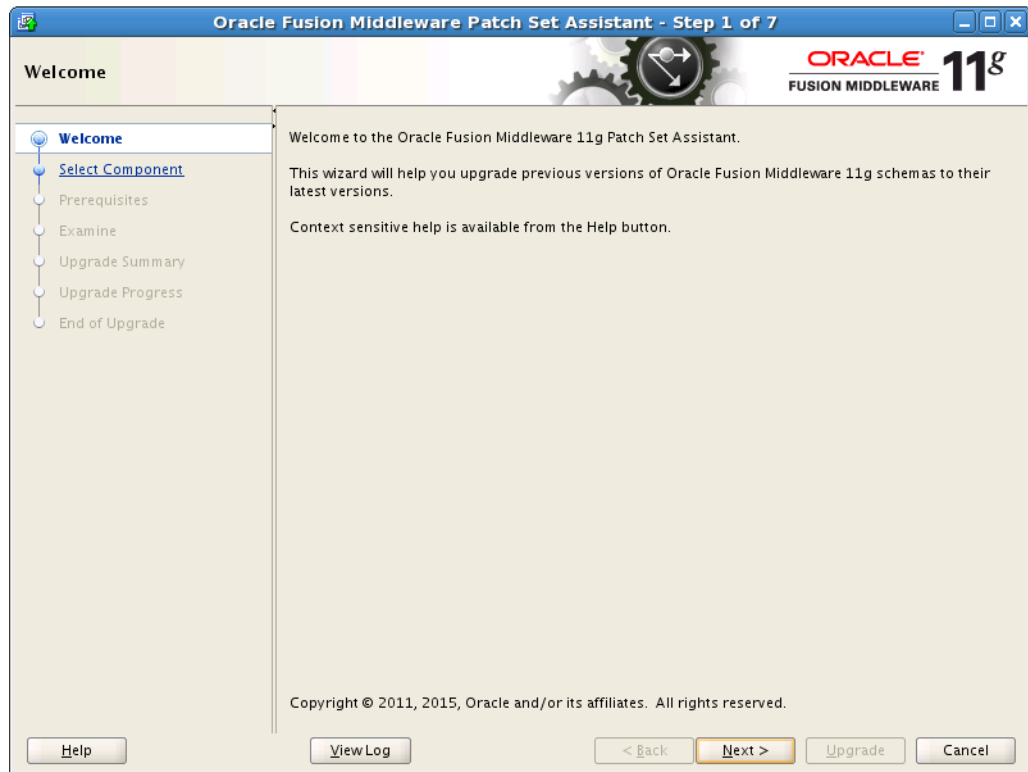 Oracle Fusion Middleware Patch Set Assistant - Step 1 of 7
Welcome
ORACLE
FUSION MIDDLEWARE
11g
Welcome
Select Component
Prerequisites
Examine
Upgrade Summary
Upgrade Progress
End of Upgrade
Welcome to the Oracle Fusion Middleware 11g Patch Set Assistant.
This wizard will help you upgrade previous versions of Oracle Fusion Middleware 11g schemas to their
latest versions.
Context sensitive help is available from the Help button.
Copyright © 2011, 2015, Oracle and/or its affiliates. All rights reserved.
Help
View Log
< Back
Next >
Upgrade
Cancel